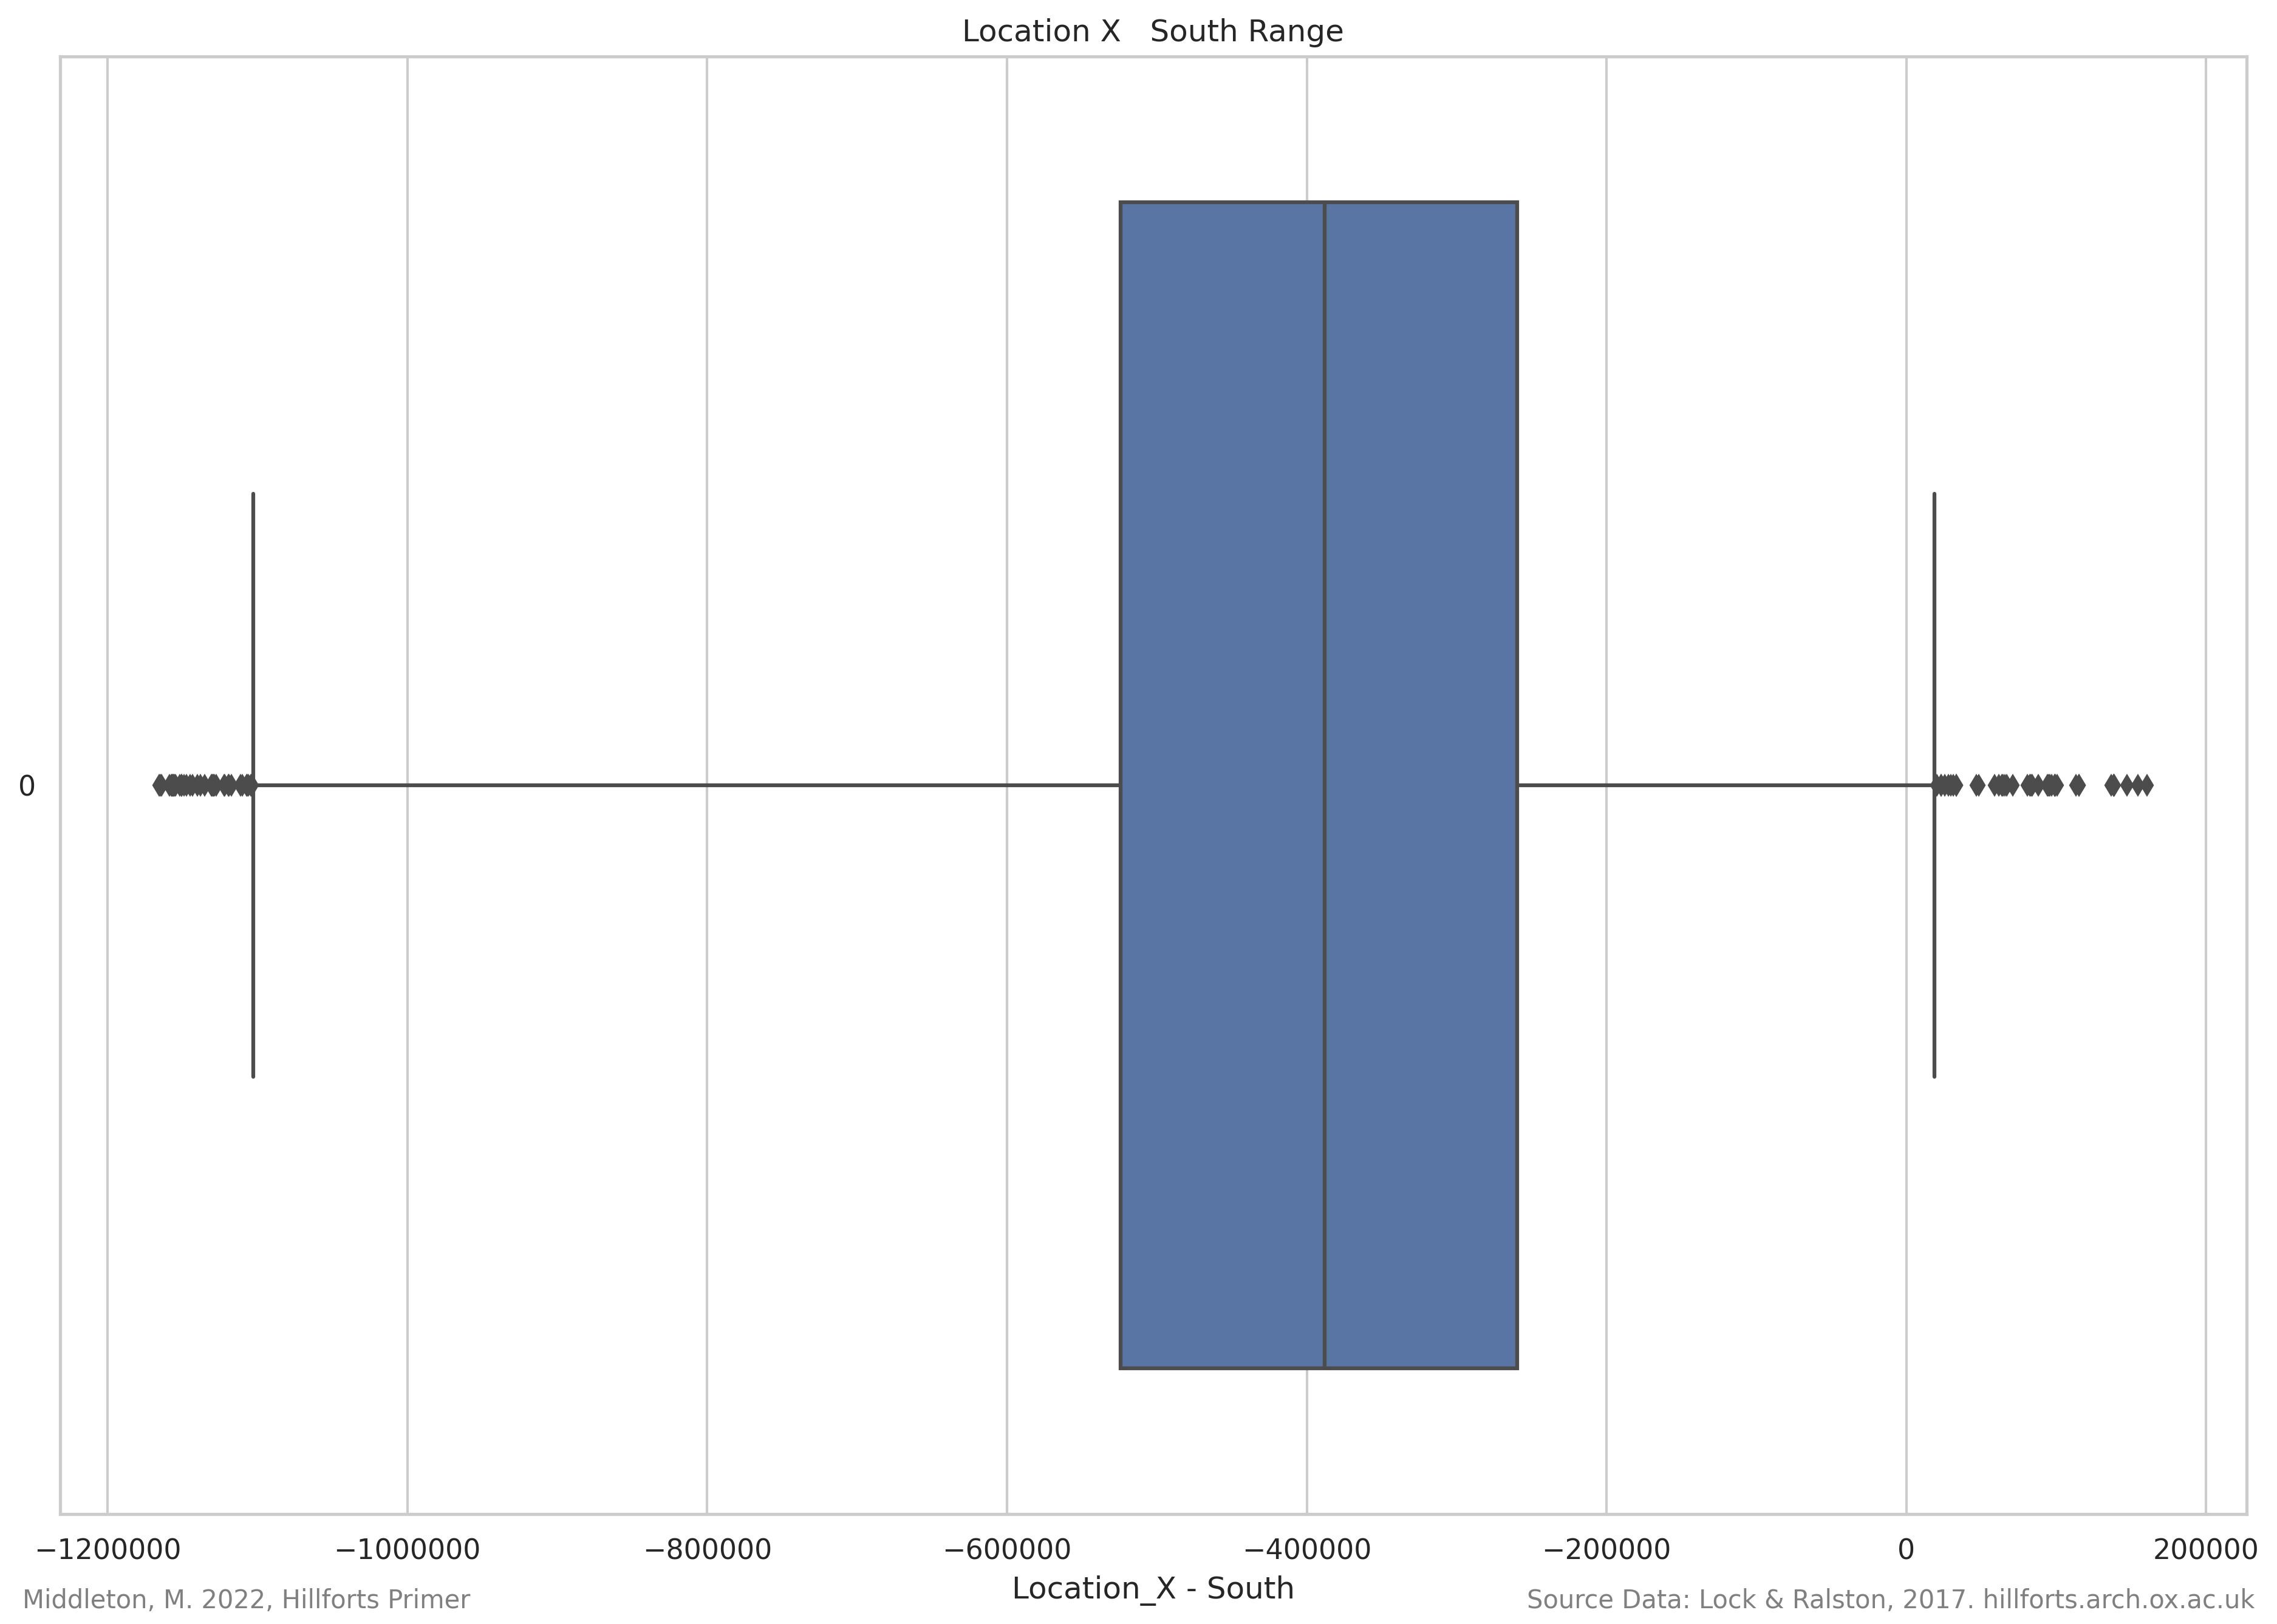 Location X   South Range
0
−1200000 −1000000 −800000 −600000 −400000 −200000 0 200000
Location_X - South
Middleton, M. 2022, Hillforts Primer
Source Data: Lock & Ralston, 2017. hillforts.arch.ox.ac.uk